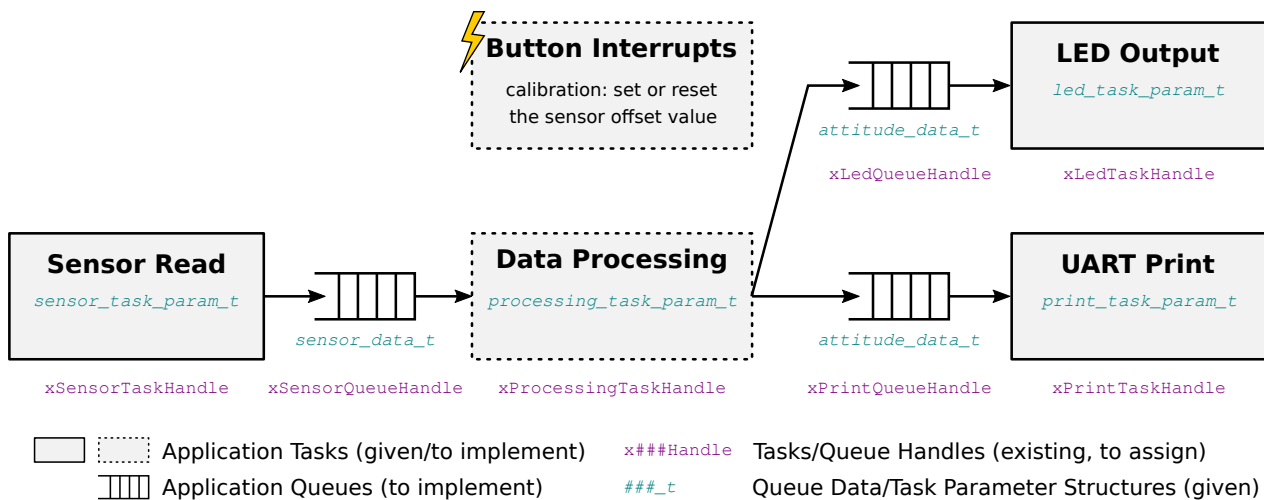 Button Interrupts
calibration: set or reset
the sensor offset value
LED Output
led_task_param_t
attitude_data_t
xLedQueueHandle
xLedTaskHandle
Sensor Read
sensor_task_param_t
sensor_data_t
Data Processing
processing_task_param_t
attitude_data_t
UART Print
print_task_param_t
xSensorTaskHandle
xSensorQueueHandle
xProcessingTaskHandle
xPrintQueueHandle
xPrintTaskHandle
Application Tasks (given/to implement)
x###Handle
Tasks/Queue Handles (existing, to assign)
Application Queues (to implement)
###_t
Queue Data/Task Parameter Structures (given)